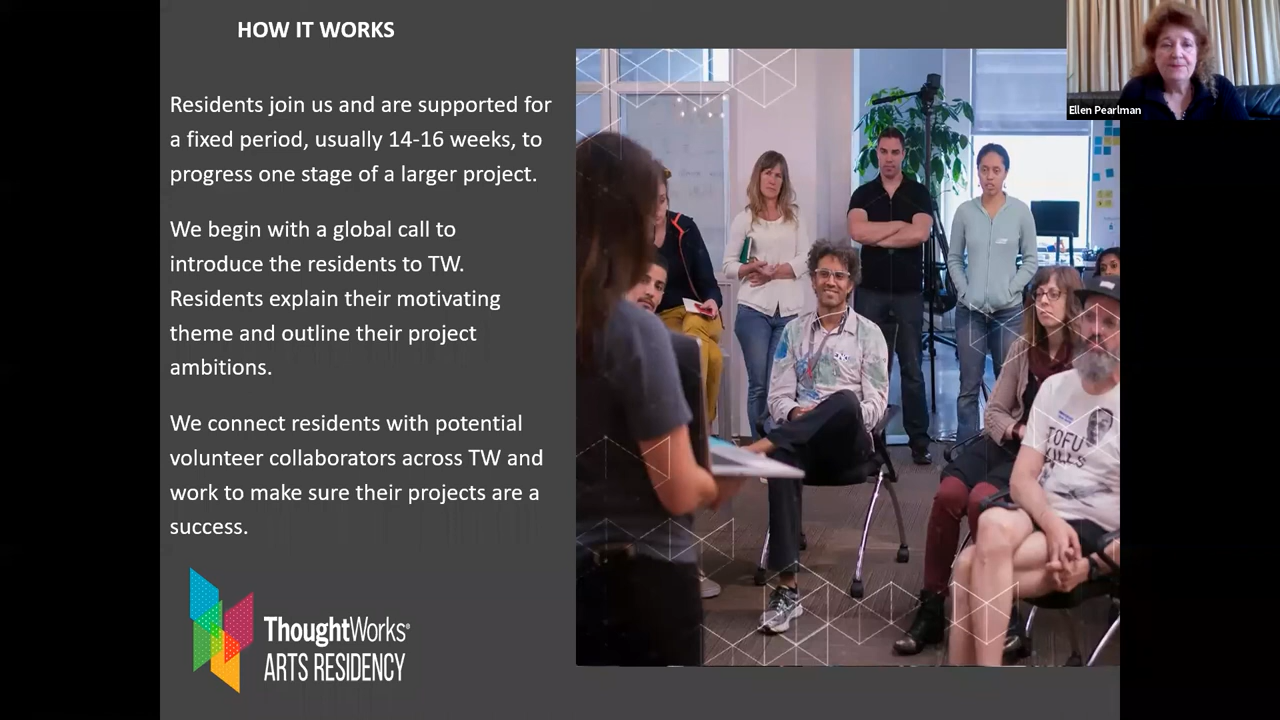 HOW IT WORKS
Ellen Pearlman
Residents join us and are supported for
a fixed period, usually 14-16 weeks, to
progress one stage of a larger project.
We begin with a global call to
introduce the residents to TW.
Residents explain their motivating
theme and outline their project
ambitions.
We connect residents with potential
volunteer collaborators across TW and
work to make sure their projects are a
success.
TOFU
KILLS
ThoughtWorks®
ARTS RESIDENCY